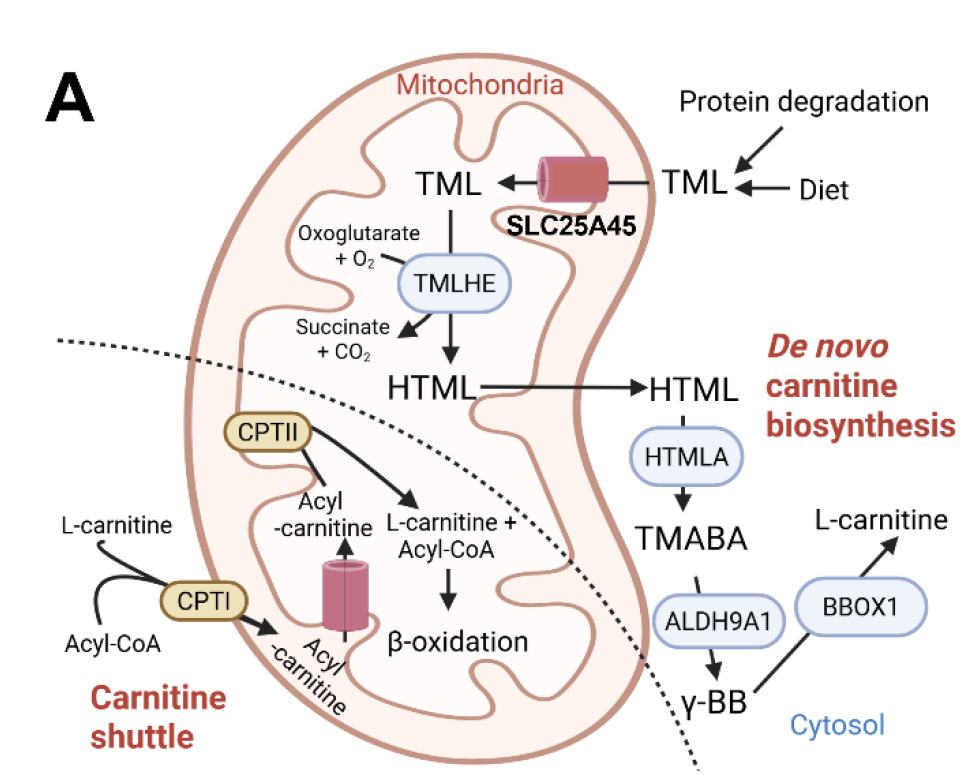 A
Mitochondria
Protein degradation
TML
TML
Diet
SLC25A45
Oxoglutarate
+ O₂
TMLHE
Succinate
+ CO₂
HTML
HTML
De novo
carnitine
biosynthesis
HTMLA
TMABA
L-carnitine
ALDH9A1
BBOX1
γ-BB
Cytosol
CPTII
Acyl
-carnitine
L-carnitine +
Acyl-CoA
β-oxidation
L-carnitine
CPTI
Acyl-CoA
Acyl
-carnitine
Carnitine
shuttle